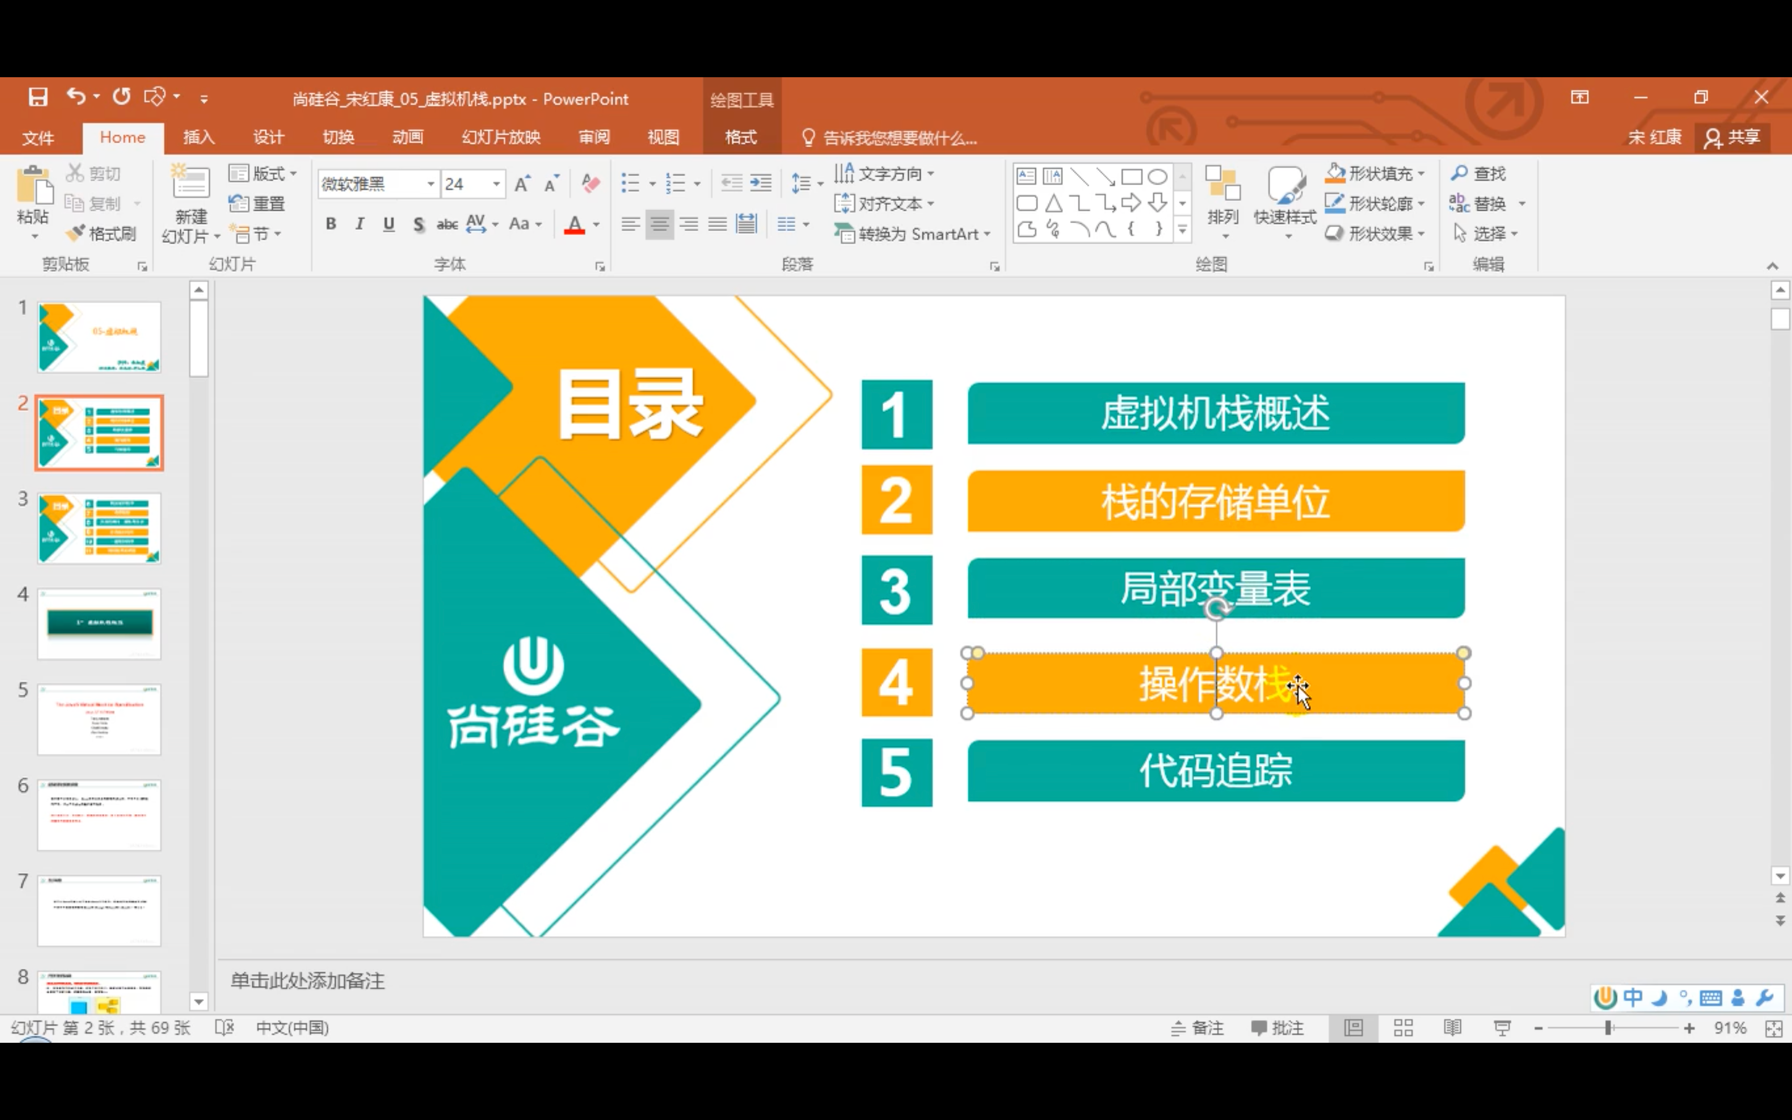 尚硅谷_宋红康_05_虚拟机栈.pptx - PowerPoint
绘图工具
文件
Home
插入
设计
切换
动画
幻灯片放映
审阅
视图
格式
告诉我您想要做什么...
宋 红康
共享
粘贴
剪切
复制
格式刷
剪贴板
新建
幻灯片
版式
重置
节
幻灯片
微软雅黑
24
B I U S abc AV Aa A
字体
文字方向
对齐文本
转换为 SmartArt
段落
排列
快速样式
形状填充
形状轮廓
形状效果
绘图
查找
替换
选择
编辑
1
05-虚拟机栈
2
3
4
5
6
7
8
目录
尚硅谷
1 虚拟机栈概述
2 栈的存储单位
3 局部变量表
4 操作数栈
5 代码追踪
单击此处添加备注
中
幻灯片 第 2 张，共 69 张
中文(中国)
备注
批注
91%